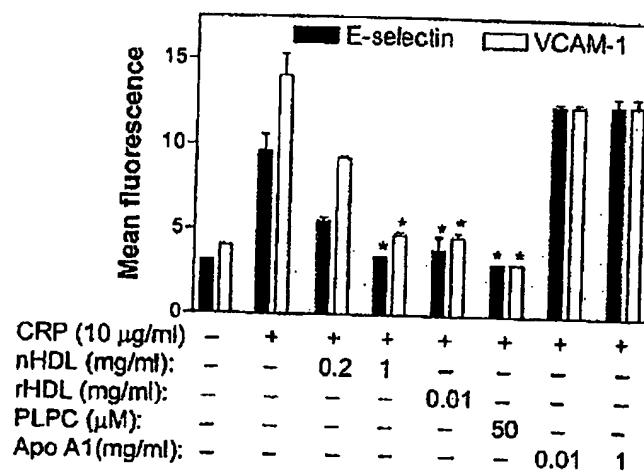 E-selectin VCAM-1
15
10
5
0
Mean fluorescence
* * * * * *
CRP (10 µg/ml) – + + + + + + +
nHDL (mg/ml): – – 0.2 1 – – – –
rHDL (mg/ml): – – – – 0.01 – – –
PLPC (µM): – – – – – 50 – –
Apo A1(mg/ml): – – – – – – 0.01 1